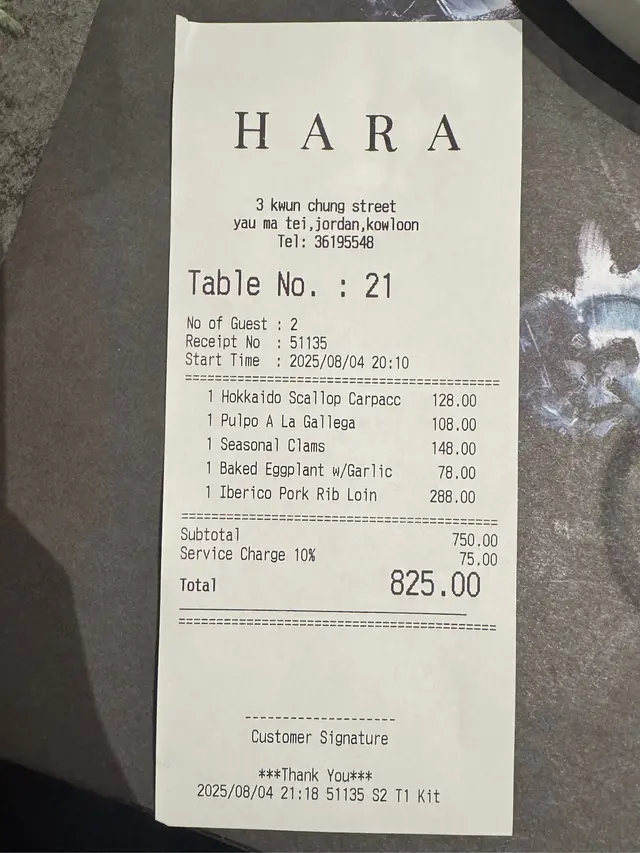 HARA
3 kwun chung street
yau ma tei,jordan,kowloon
Tel: 36195548
Table No. : 21
No of Guest : 2
Receipt No : 51135
Start Time : 2025/08/04 20:10
1 Hokkaido Scallop Carpacc 128.00
1 Pulpo A La Gallega 108.00
1 Seasonal Clams 148.00
1 Baked Eggplant w/Garlic 78.00
1 Iberico Pork Rib Loin 288.00
Subtotal 750.00
Service Charge 10% 75.00
Total 825.00
Customer Signature
***Thank You***
2025/08/04 21:18 51135 S2 T1 Kit